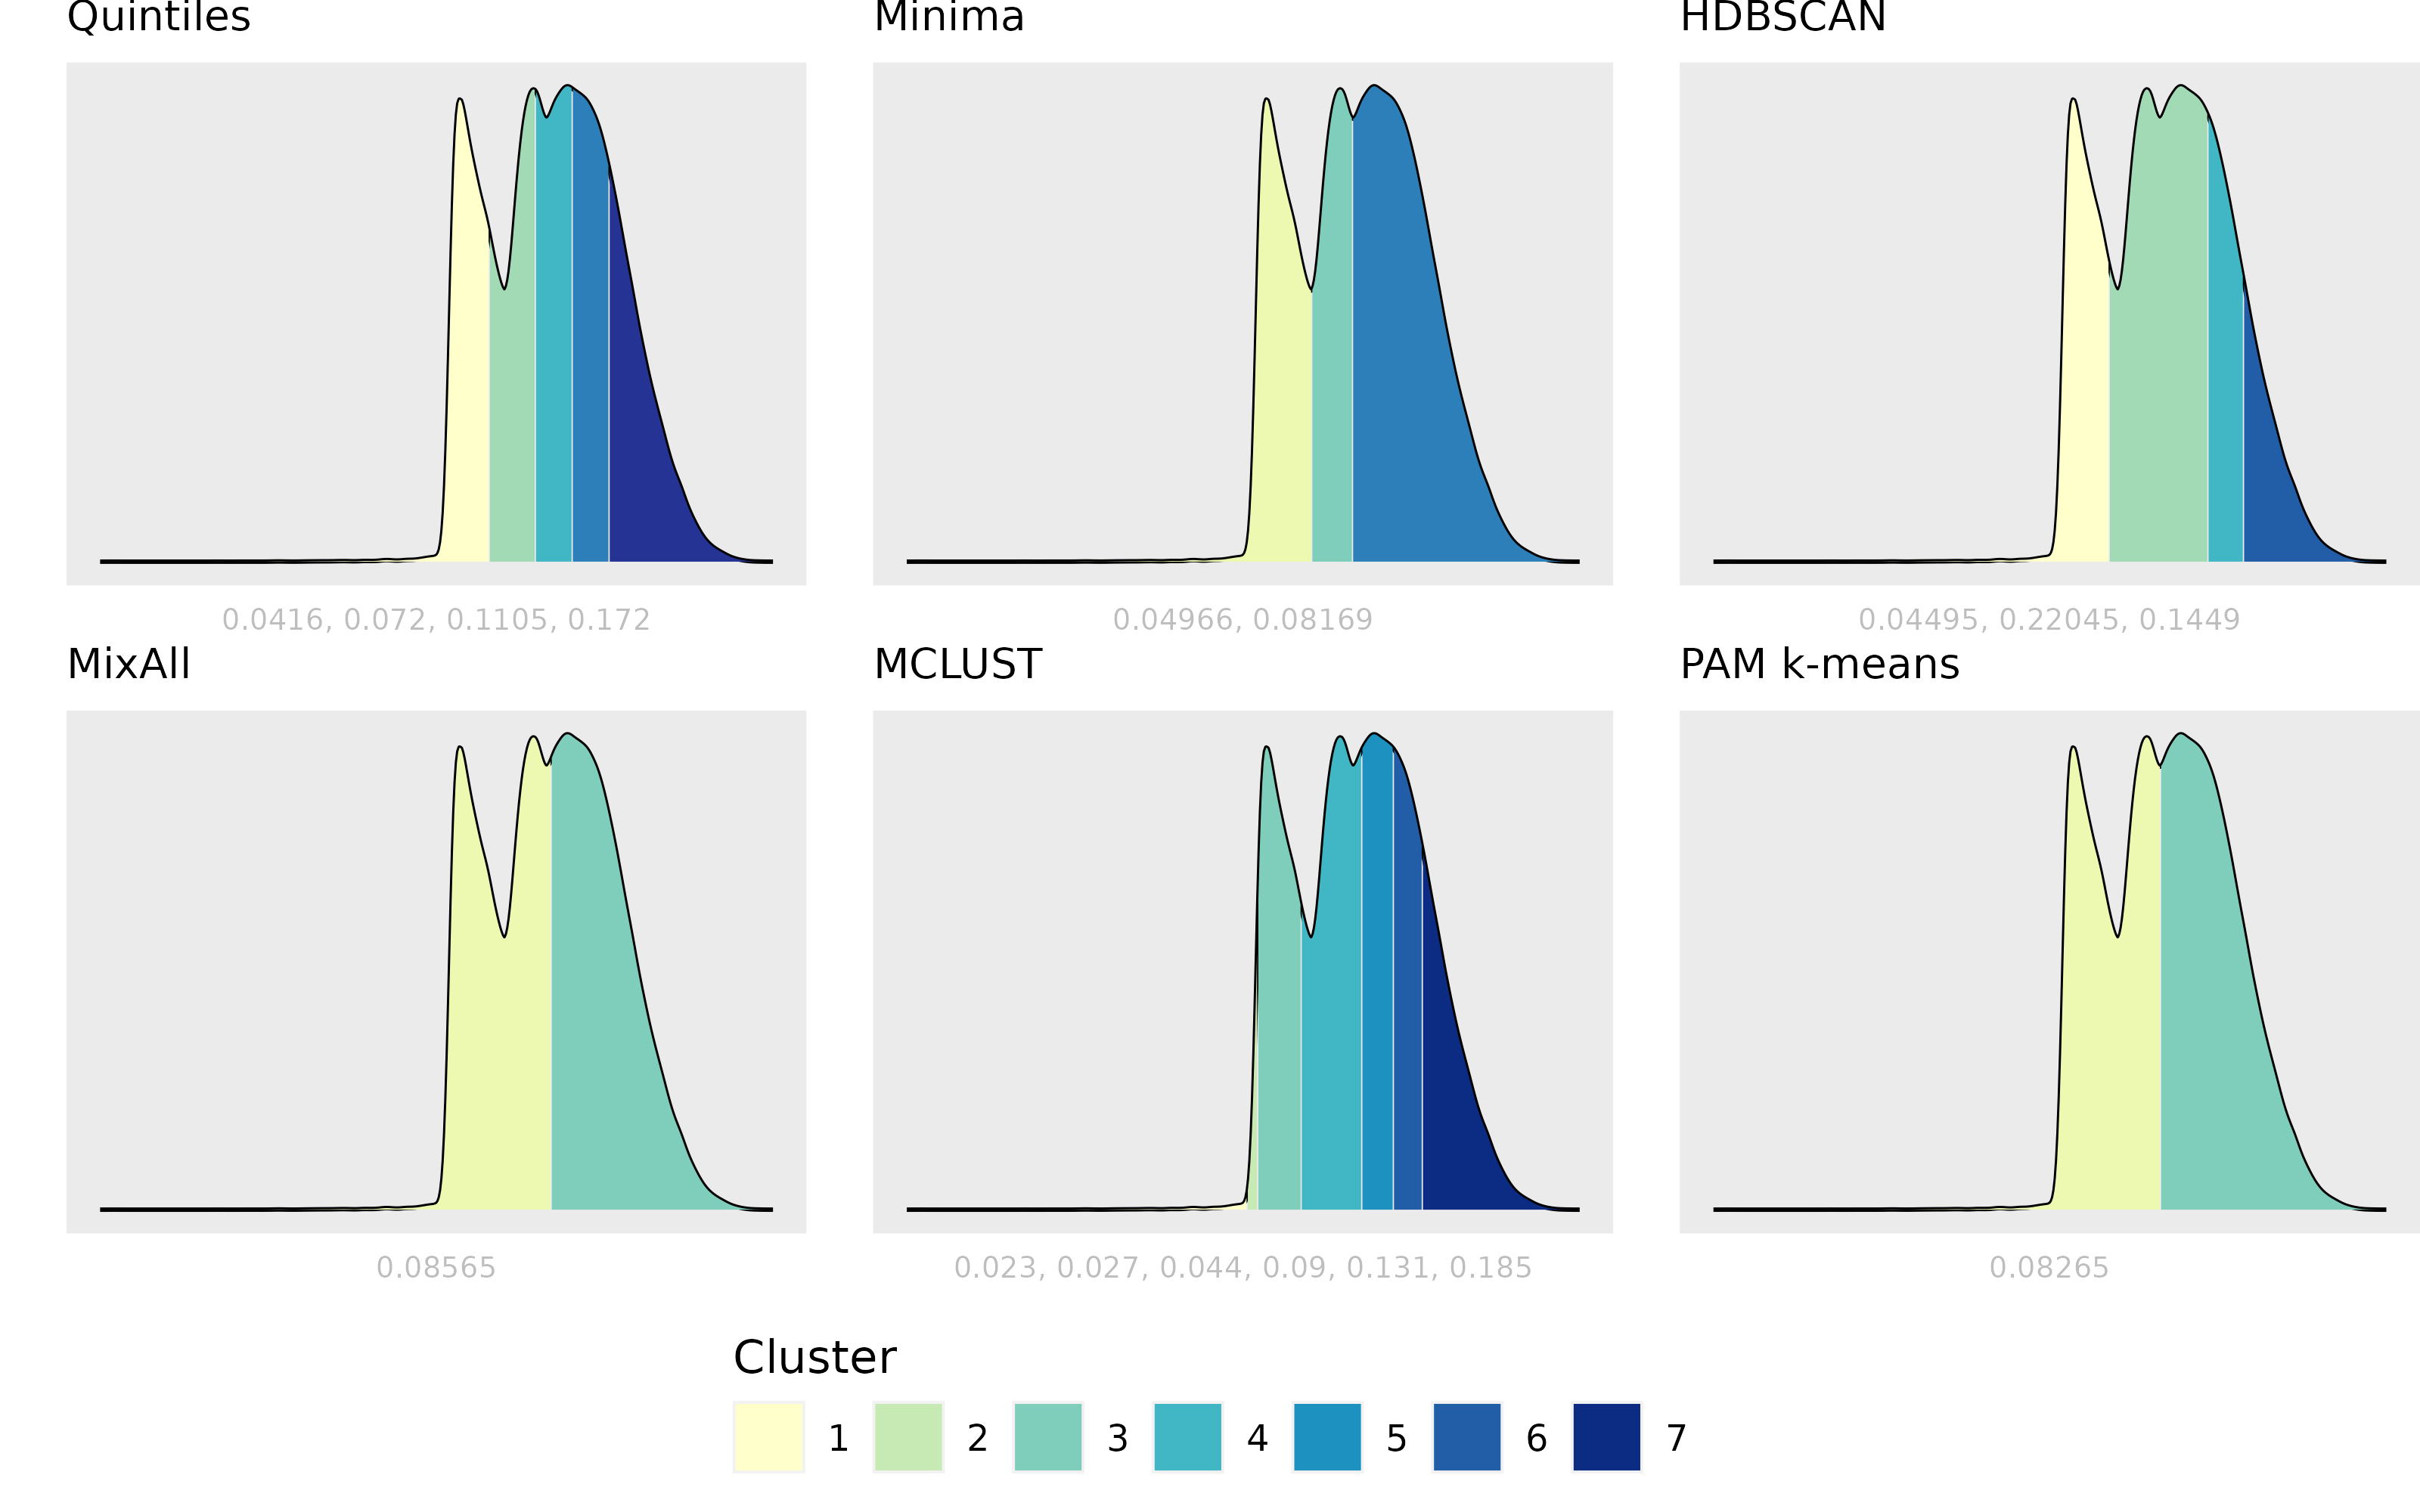 Quintiles
Minima
HDBSCAN
0.0416, 0.072, 0.1105, 0.172
0.04966, 0.08169
0.04495, 0.22045, 0.1449
MixAll
MCLUST
PAM k-means
0.08565
0.023, 0.027, 0.044, 0.09, 0.131, 0.185
0.08265
Cluster
1 2 3 4 5 6 7